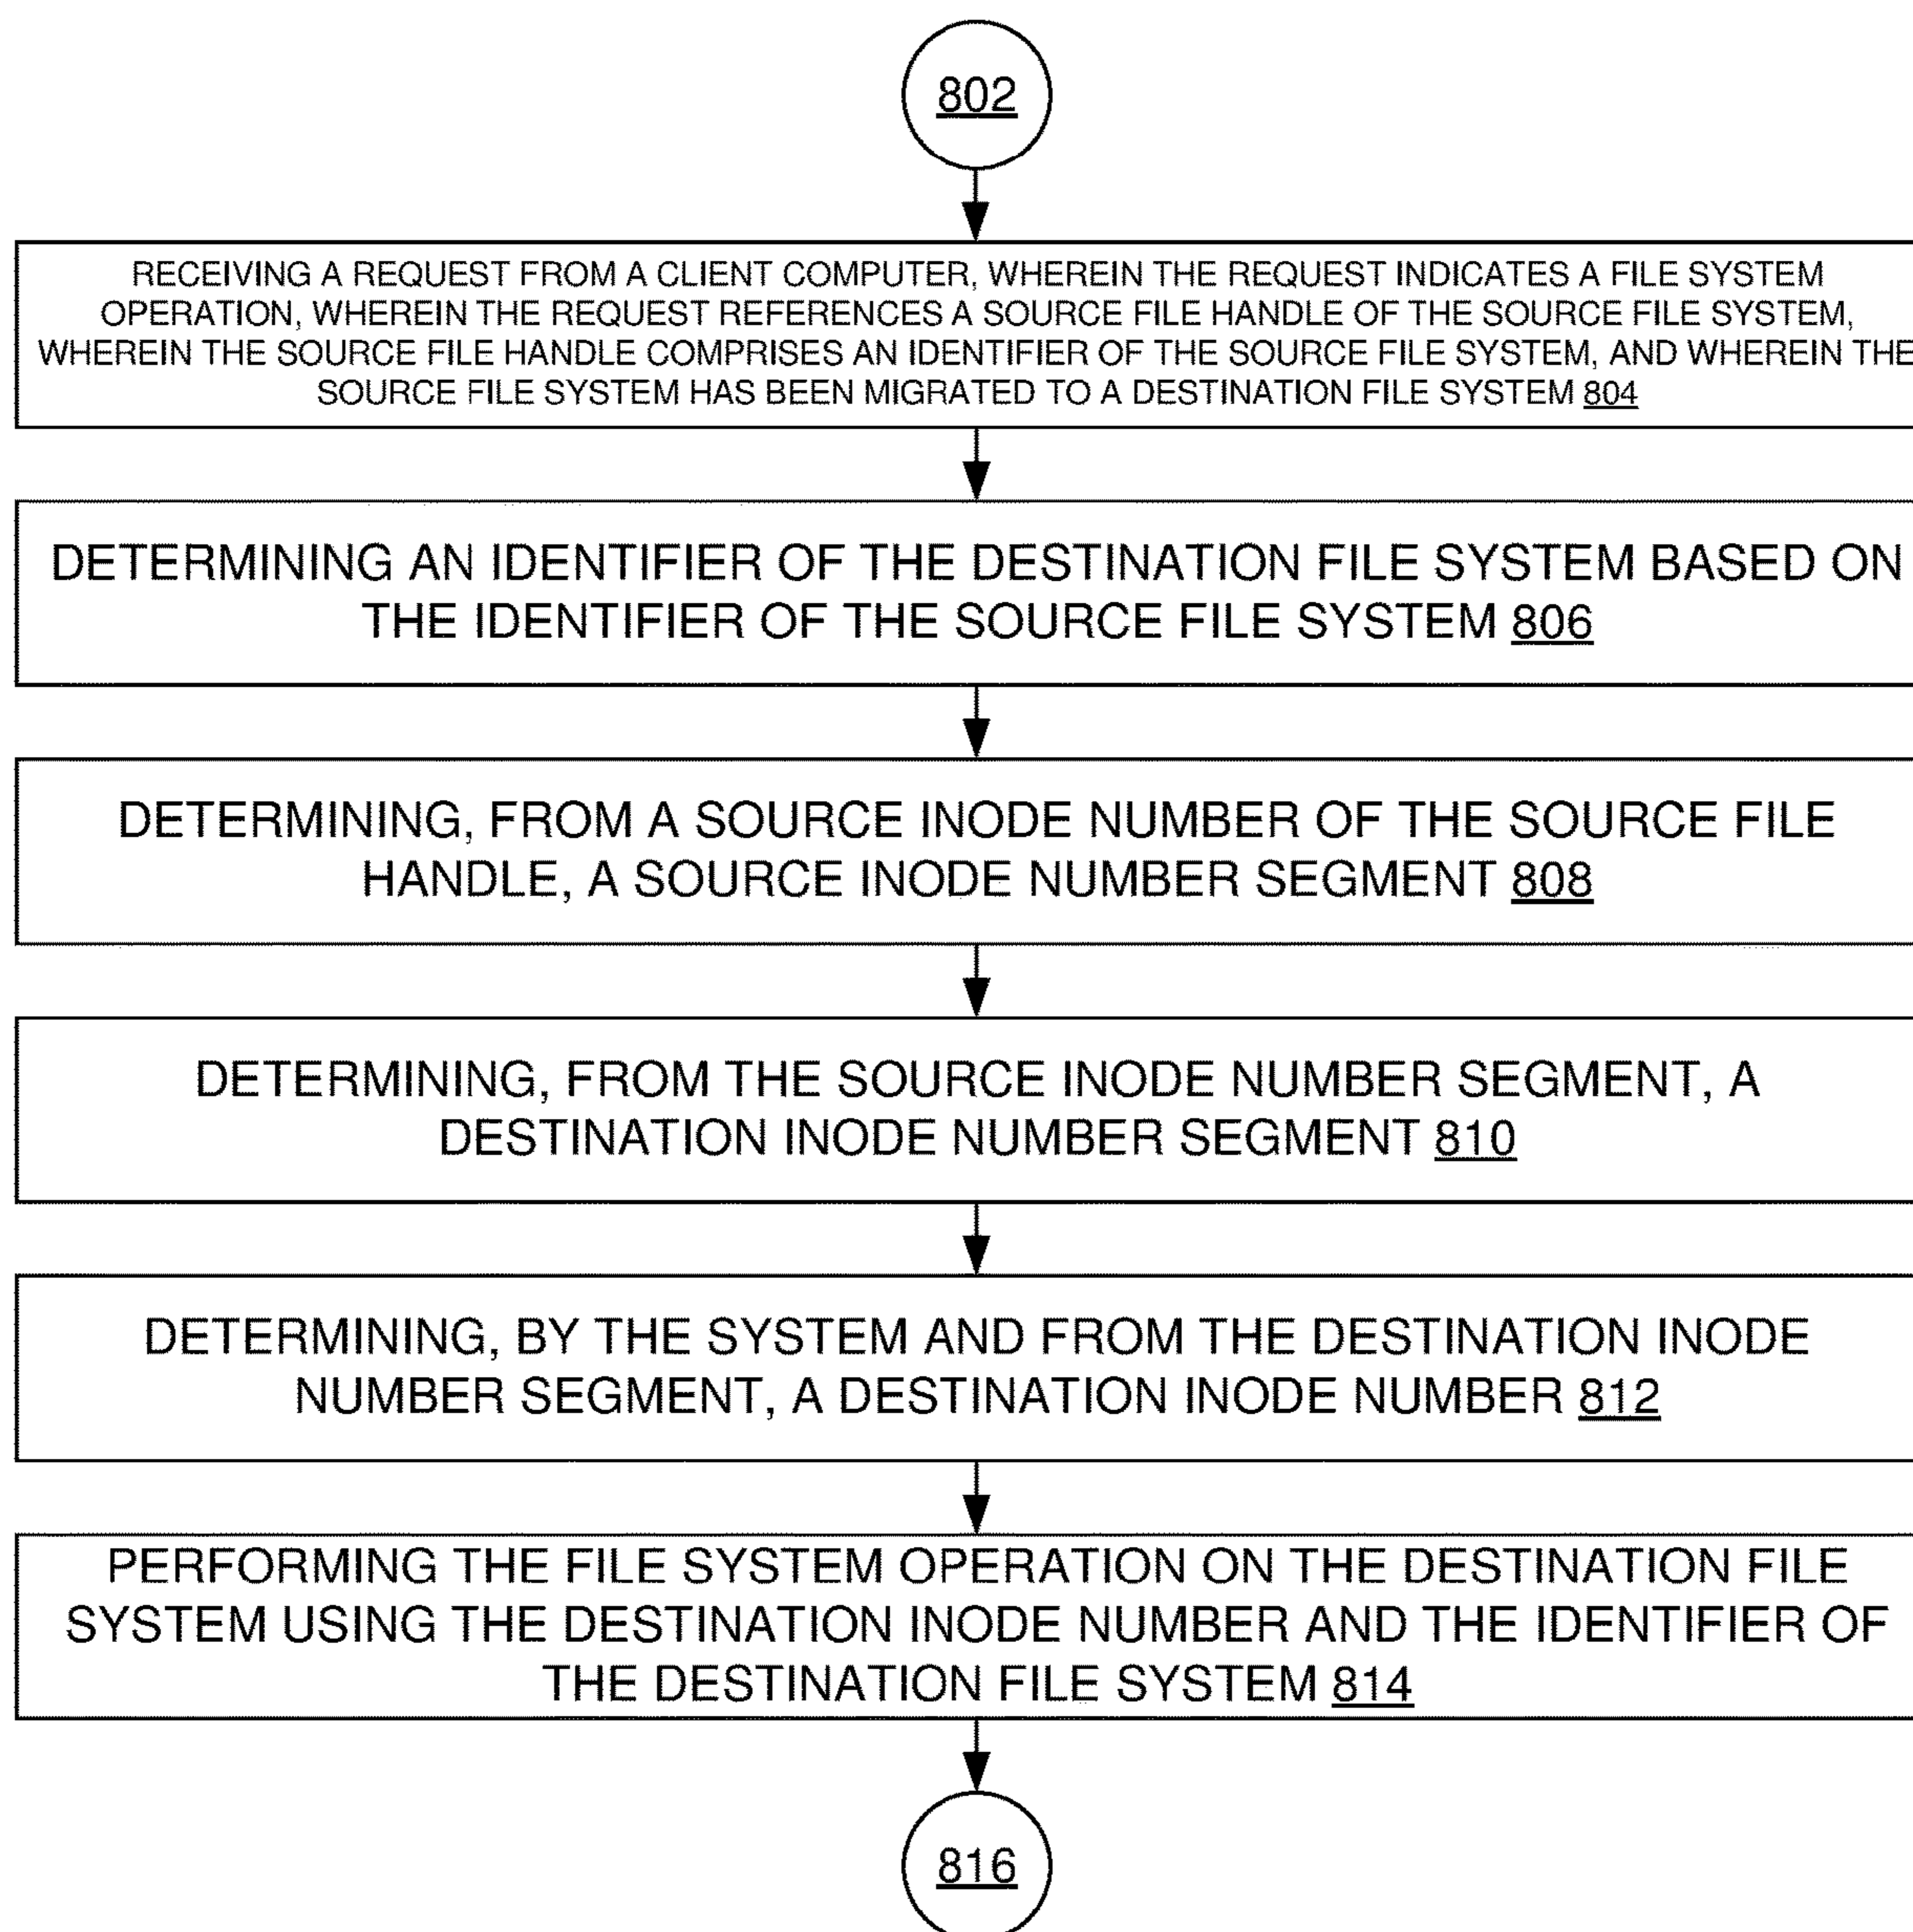 802
RECEIVING A REQUEST FROM A CLIENT COMPUTER, WHEREIN THE REQUEST INDICATES A FILE SYSTEM
OPERATION, WHEREIN THE REQUEST REFERENCES A SOURCE FILE HANDLE OF THE SOURCE FILE SYSTEM,
WHEREIN THE SOURCE FILE HANDLE COMPRISES AN IDENTIFIER OF THE SOURCE FILE SYSTEM, AND WHEREIN THE
SOURCE FILE SYSTEM HAS BEEN MIGRATED TO A DESTINATION FILE SYSTEM 804
DETERMINING AN IDENTIFIER OF THE DESTINATION FILE SYSTEM BASED ON
THE IDENTIFIER OF THE SOURCE FILE SYSTEM 806
DETERMINING, FROM A SOURCE INODE NUMBER OF THE SOURCE FILE
HANDLE, A SOURCE INODE NUMBER SEGMENT 808
DETERMINING, FROM THE SOURCE INODE NUMBER SEGMENT, A
DESTINATION INODE NUMBER SEGMENT 810
DETERMINING, BY THE SYSTEM AND FROM THE DESTINATION INODE
NUMBER SEGMENT, A DESTINATION INODE NUMBER 812
PERFORMING THE FILE SYSTEM OPERATION ON THE DESTINATION FILE
SYSTEM USING THE DESTINATION INODE NUMBER AND THE IDENTIFIER OF
THE DESTINATION FILE SYSTEM 814
816